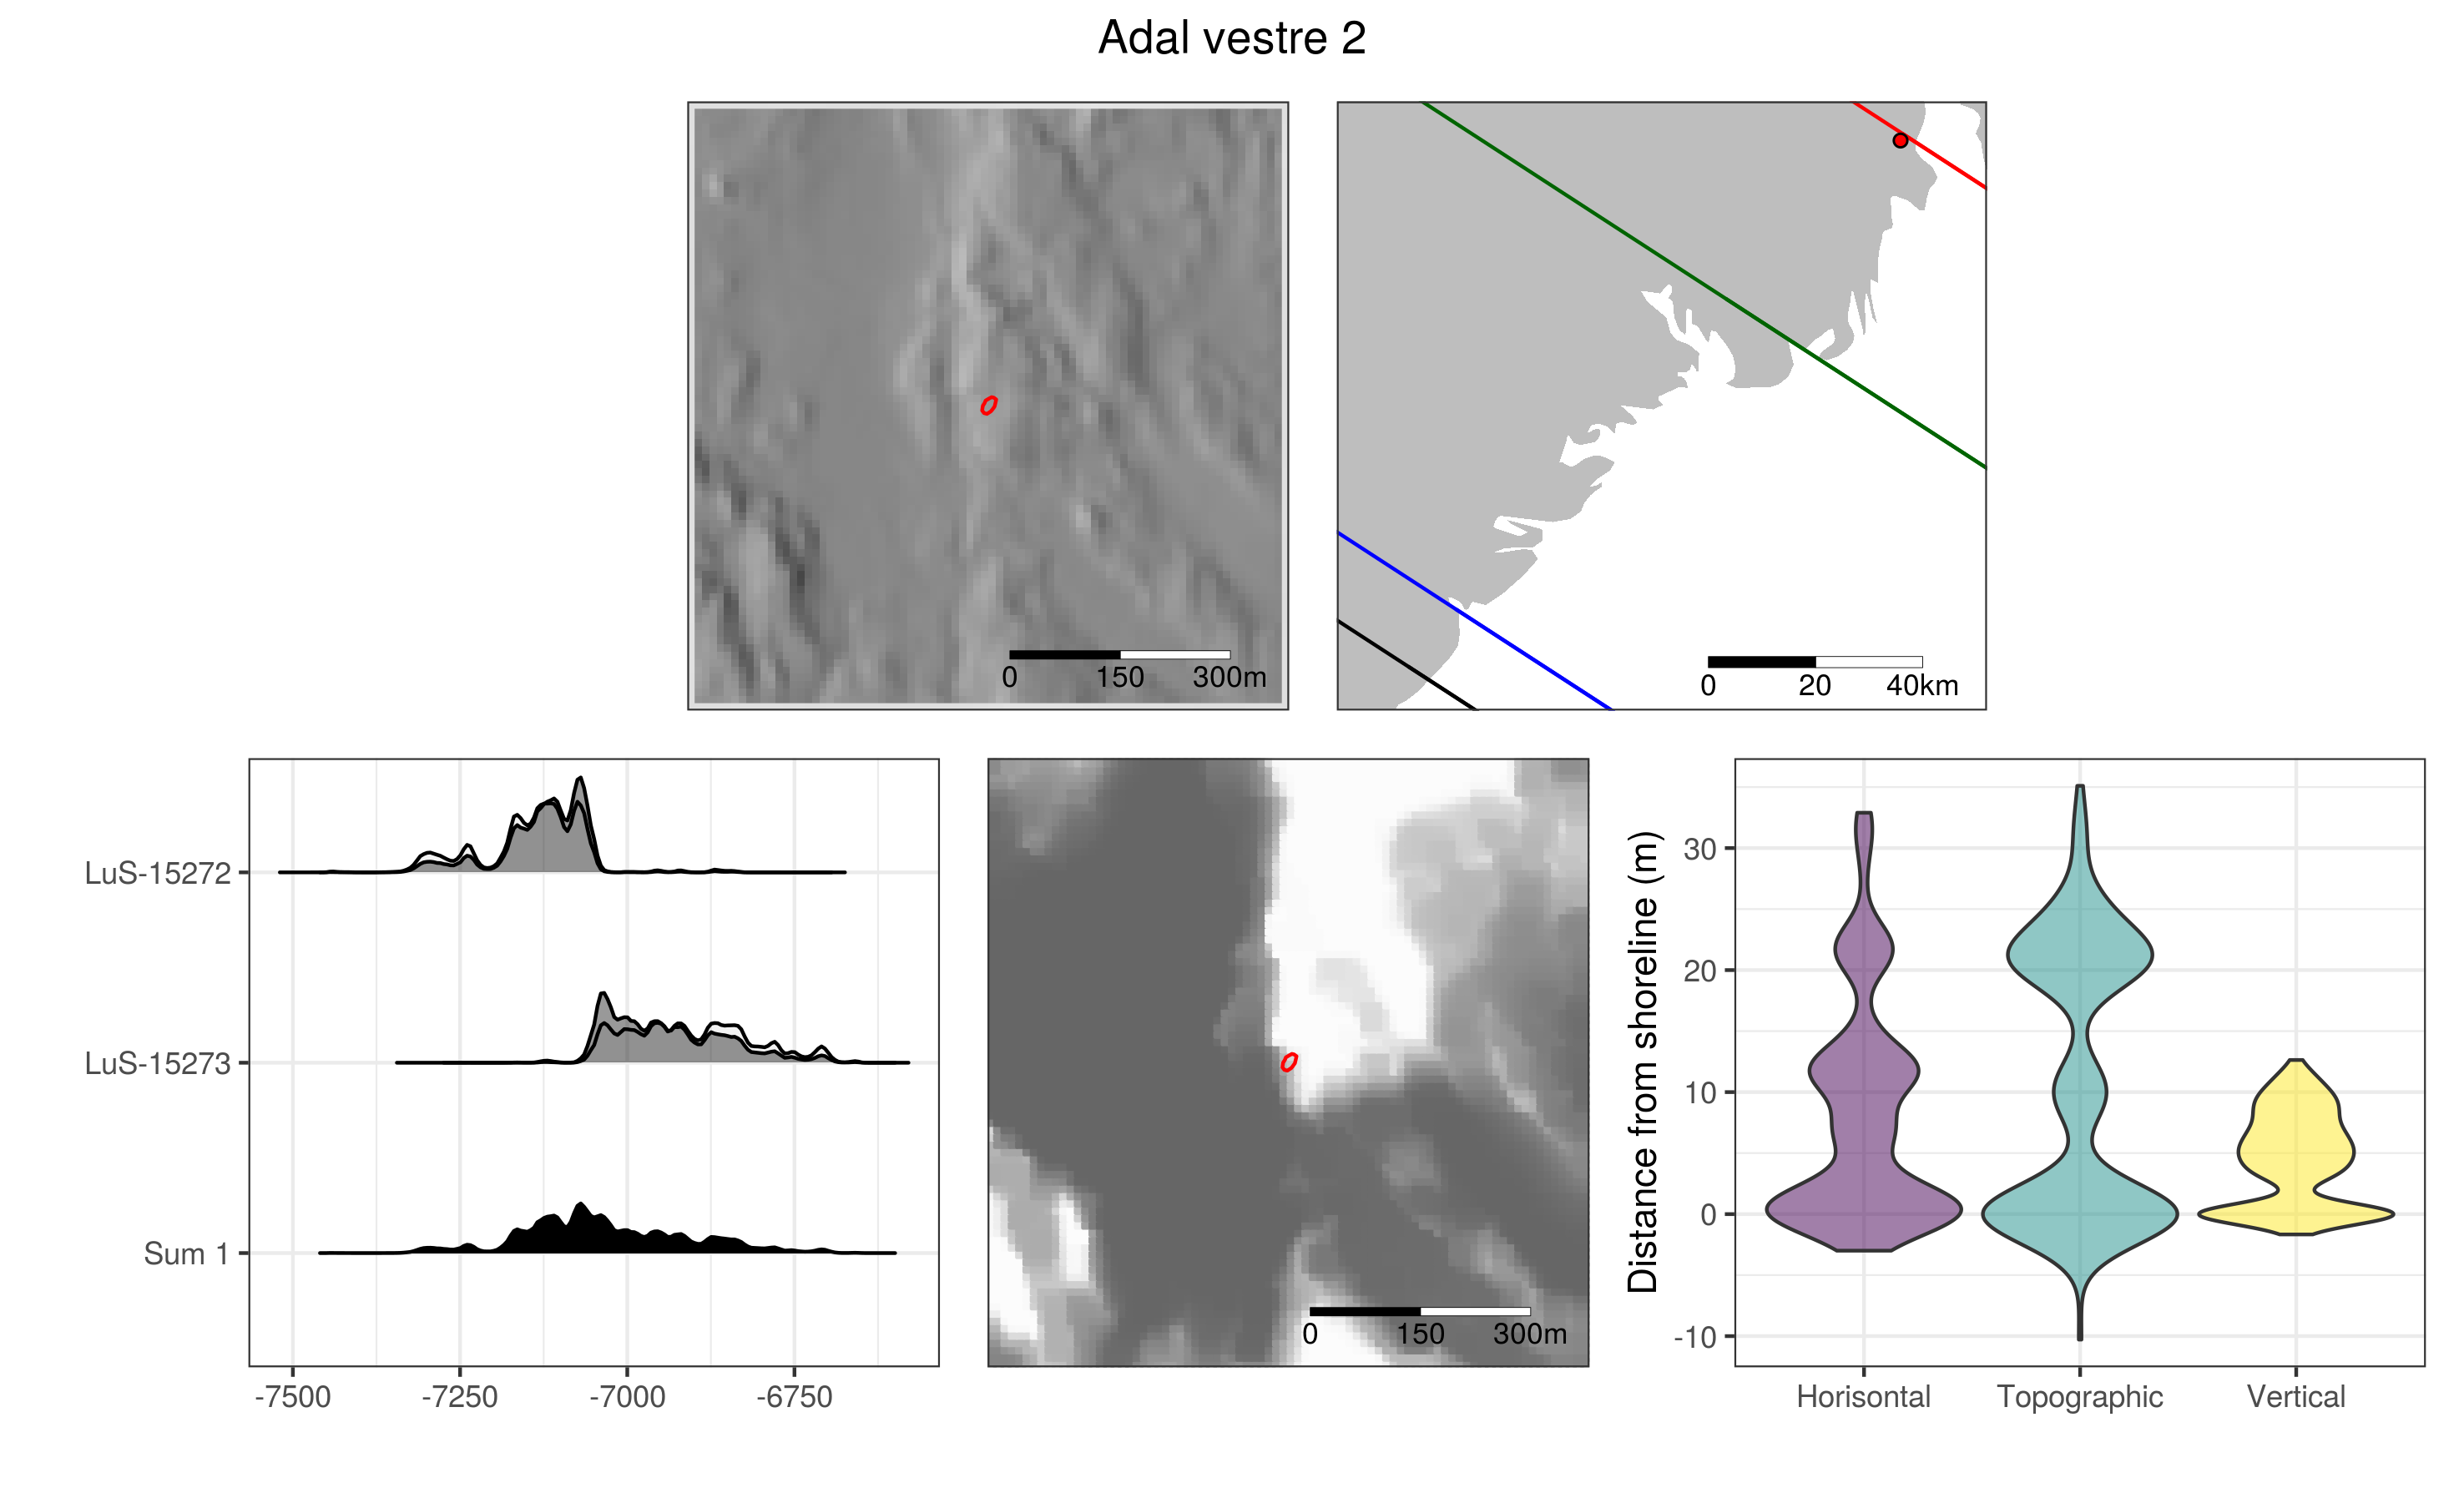 Adal vestre 2
0 150 300m
0 20 40km
LuS-15272
LuS-15273
Sum 1
-7500 -7250 -7000 -6750
0 150 300m
Distance from shoreline (m)
30
20
10
0
-10
Horisontal Topographic Vertical